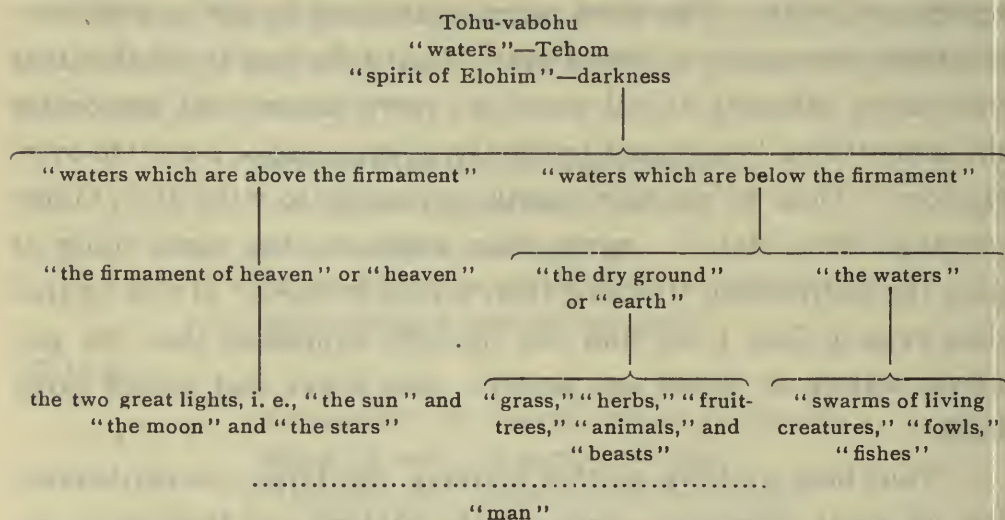 Tohu-vabohu
“waters”—Tehom
“spirit of Elohim”—darkness
“waters which are above the firmament” “waters which are below the firmament”
“the firmament of heaven” or “heaven” “the dry ground” “the waters”
or “earth”
the two great lights, i. e., “the sun” and “grass,” “herbs,” “fruit- “swarms of living
“the moon” and “the stars” trees,” “animals,” and creatures,” “fowls,”
“beasts” “fishes”
“man”